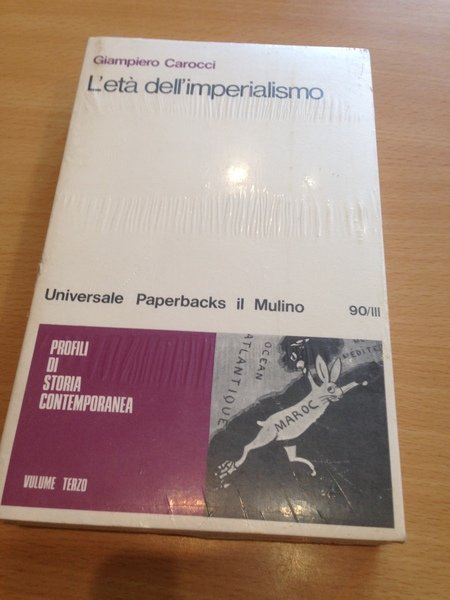 Giampiero Carocci
L'età dell'imperialismo
Universale Paperbacks il Mulino 90/III
PROFILI
DI
STORIA
CONTEMPORANEA
VOLUME TERZO
OCEAN
ATLANTIQUE
MAROC